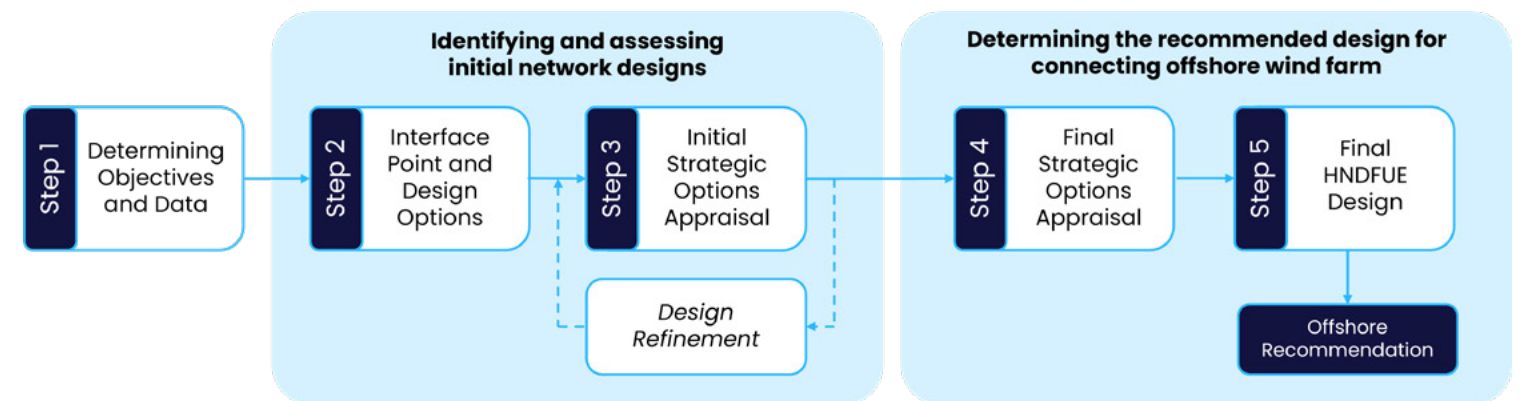 Identifying and assessing
initial network designs
Determining the recommended design for
connecting offshore wind farm
Step 1
Determining
Objectives
and Data
Step 2
Interface
Point and
Design
Options
Step 3
Initial
Strategic
Options
Appraisal
Design
Refinement
Step 4
Final
Strategic
Options
Appraisal
Step 5
Final
HNDFUE
Design
Offshore
Recommendation